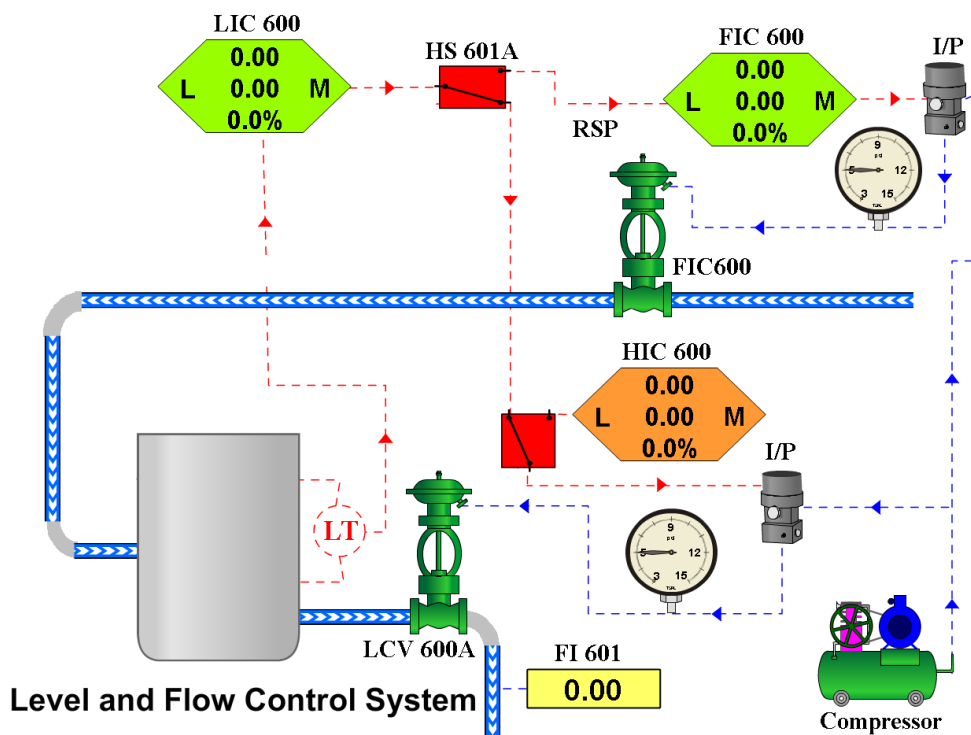 LIC 600
0.00
L 0.00 M
0.0%
HS 601A
RSP
FIC 600
0.00
L 0.00 M
0.0%
I/P
9
5 12
3 15
FIC600
HIC 600
0.00
L 0.00 M
0.0%
I/P
9
5 12
3 15
LT
LCV 600A
FI 601
0.00
Level and Flow Control System
Compressor